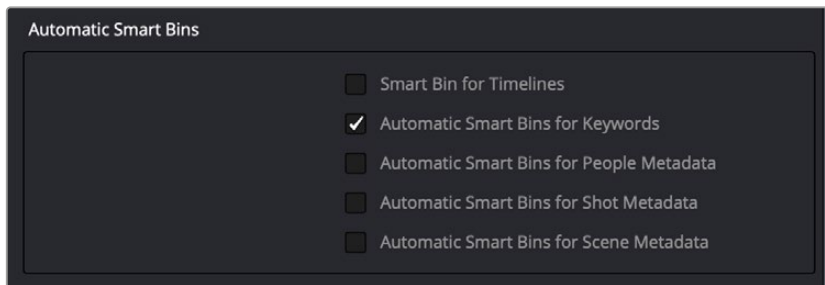 Automatic Smart Bins
Smart Bin for Timelines
Automatic Smart Bins for Keywords
Automatic Smart Bins for People Metadata
Automatic Smart Bins for Shot Metadata
Automatic Smart Bins for Scene Metadata